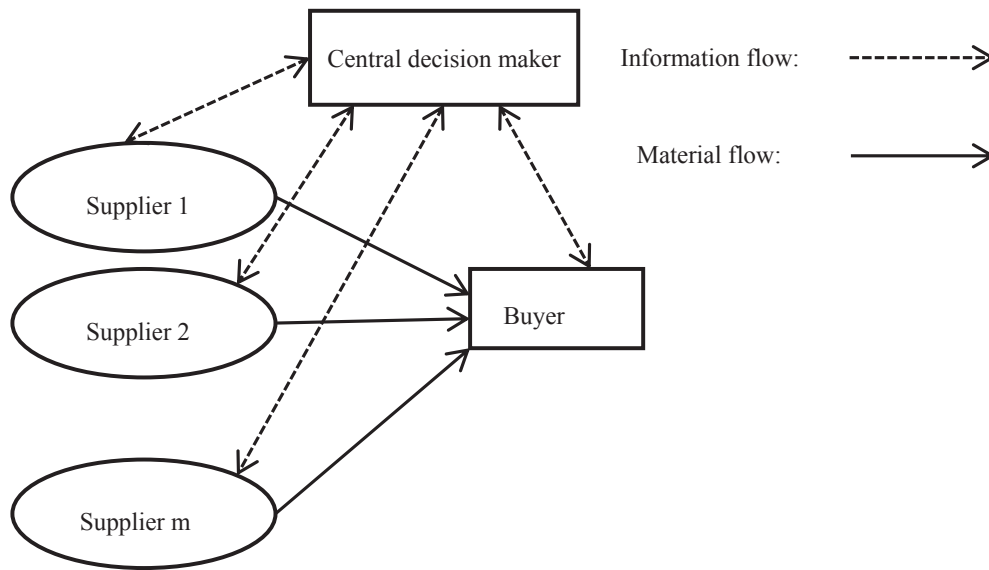 Central decision maker
Information flow:
Material flow:
Supplier 1
Supplier 2
Buyer
Supplier m